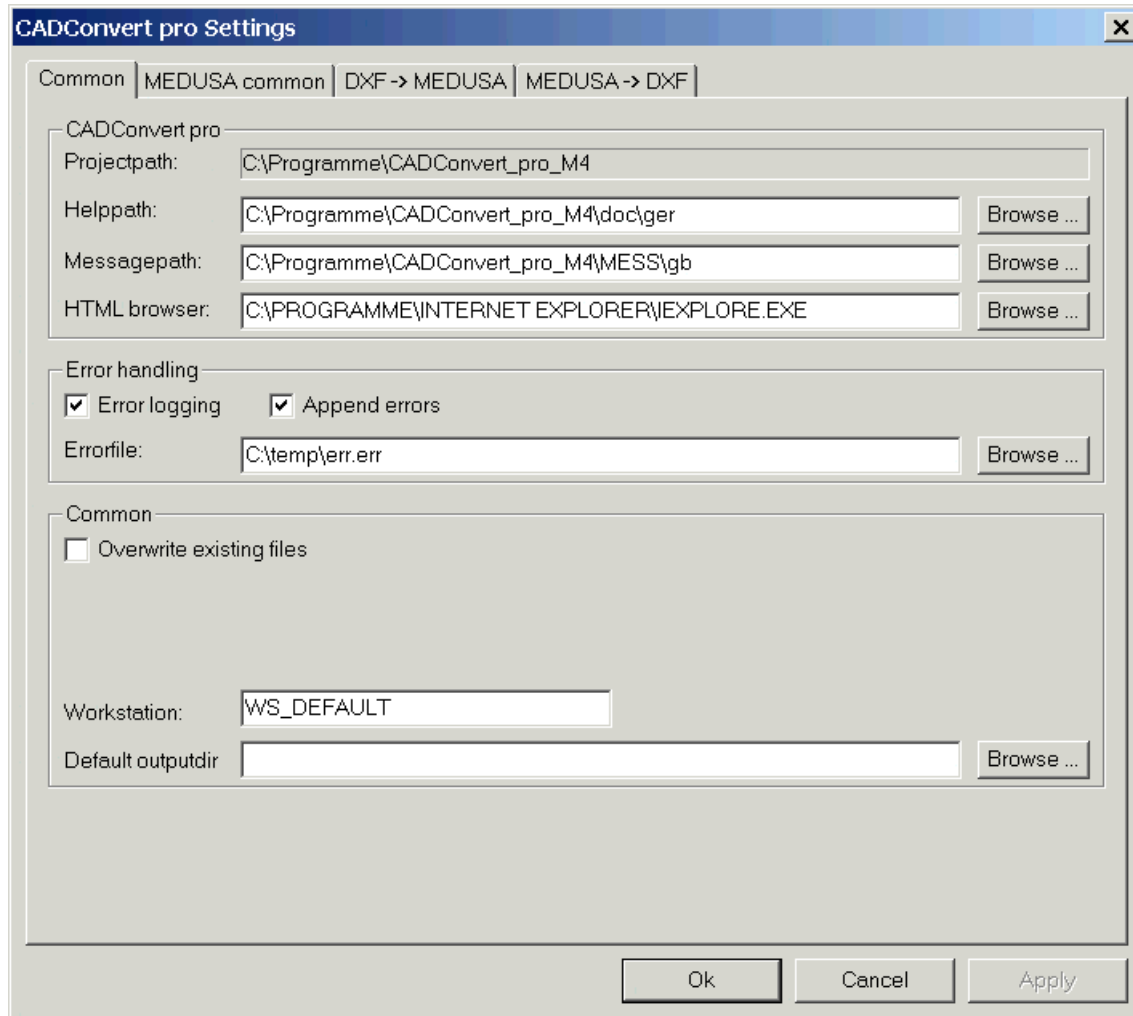 CADConvert pro Settings
Common MEDUSA common DXF -> MEDUSA MEDUSA -> DXF
CADConvert pro
Projectpath: C:\Programme\CADConvert_pro_M4
Helppath: C:\Programme\CADConvert_pro_M4\doc\ger Browse ...
Messagepath: C:\Programme\CADConvert_pro_M4\MESS\gb Browse ...
HTML browser: C:\PROGRAMME\INTERNET EXPLORER\IEXPLORE.EXE Browse ...
Error handling
Error logging Append errors
Errorfile: C:\temp\err.err Browse ...
Common
Overwrite existing files
Workstation: WS_DEFAULT
Default outputdir Browse ...
Ok Cancel Apply